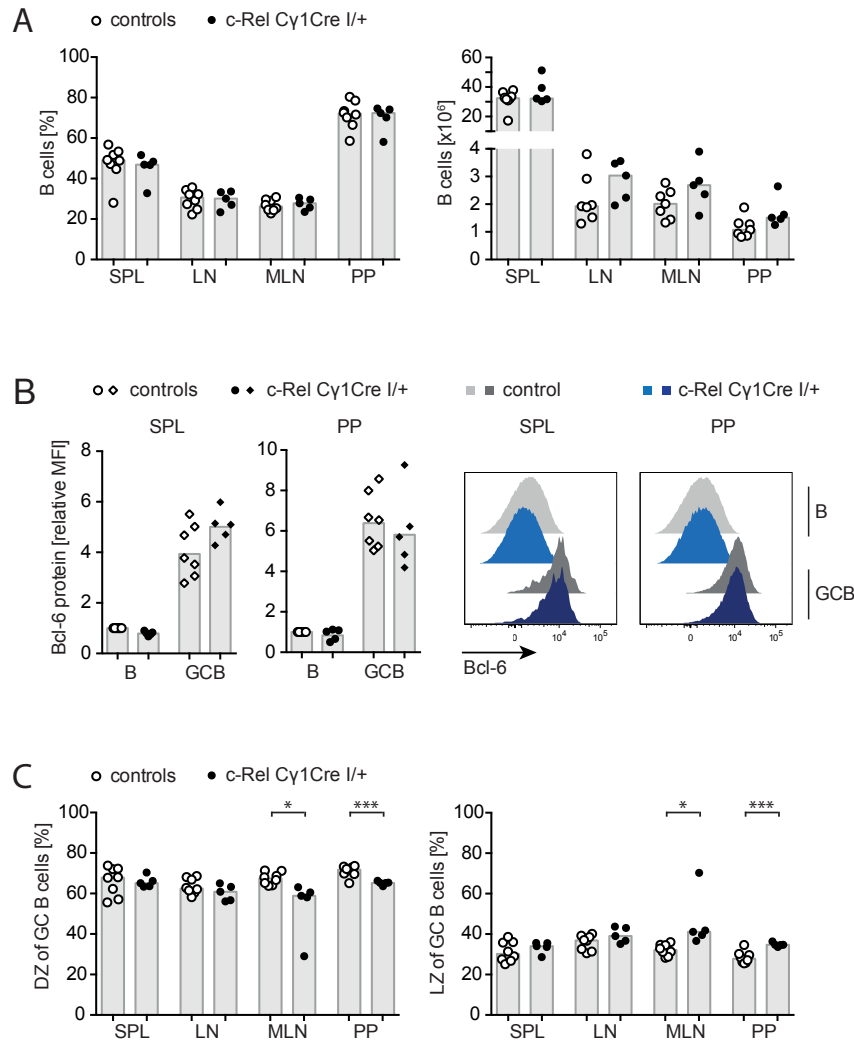 A
controls
c-Rel Cγ1Cre I/+
B cells [%]
100
80
60
40
20
0
SPL
LN
MLN
PP
B cells [x10⁶]
60
40
20
4
3
2
1
0
SPL
LN
MLN
PP
B
controls
c-Rel Cγ1Cre I/+
control
c-Rel Cγ1Cre I/+
SPL
PP
SPL
PP
Bcl-6 protein [relative MFI]
8
6
4
2
0
B
GCB
10
8
6
4
2
0
B
GCB
B
GCB
0
10⁴
10⁵
0
10⁴
10⁵
Bcl-6
C
controls
c-Rel Cγ1Cre I/+
DZ of GC B cells [%]
100
80
60
40
20
0
*
***
SPL
LN
MLN
PP
LZ of GC B cells [%]
100
80
60
40
20
0
*
***
SPL
LN
MLN
PP